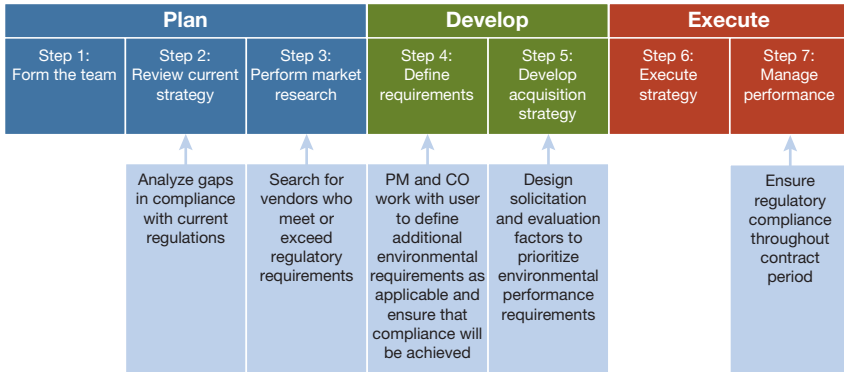 Plan
Develop
Execute
Step 1:
Form the team
Step 2:
Review current
strategy
Step 3:
Perform market
research
Step 4:
Define
requirements
Step 5:
Develop
acquisition
strategy
Step 6:
Execute
strategy
Step 7:
Manage
performance
Analyze gaps
in compliance
with current
regulations
Search for
vendors who
meet or
exceed
regulatory
requirements
PM and CO
work with user
to define
additional
environmental
requirements as
applicable and
ensure that
compliance will
be achieved
Design
solicitation
and evaluation
factors to
prioritize
environmental
performance
requirements
Ensure
regulatory
compliance
throughout
contract
period